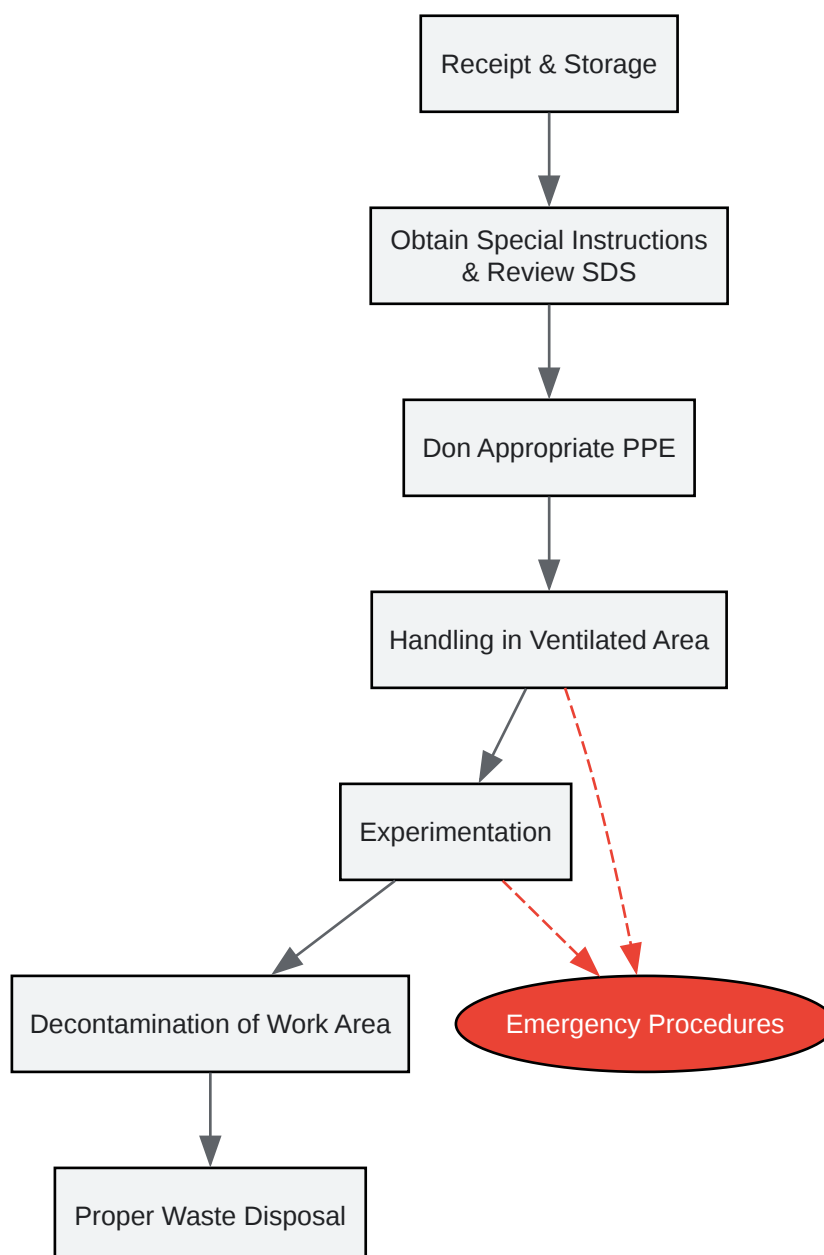 Receipt & Storage
Obtain Special Instructions
& Review SDS
Don Appropriate PPE
Handling in Ventilated Area
Experimentation
Decontamination of Work Area
Emergency Procedures
Proper Waste Disposal